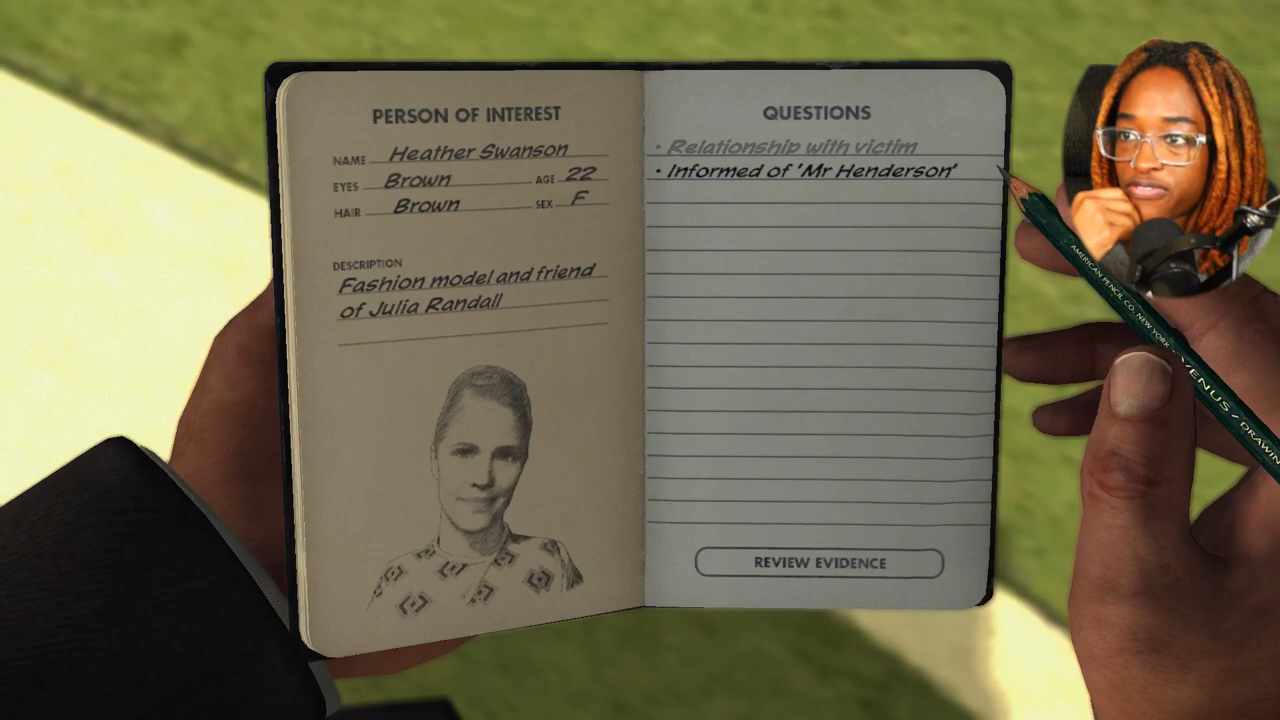 PERSON OF INTEREST
NAME Heather Swanson
EYES Brown AGE 22
HAIR Brown SEX F
DESCRIPTION
Fashion model and friend
of Julia Randall
QUESTIONS
· Relationship with victim
· Informed of 'Mr Henderson'
REVIEW EVIDENCE
AMERICAN PENCIL CO. NEW YORK
VENUS / DRAWIN